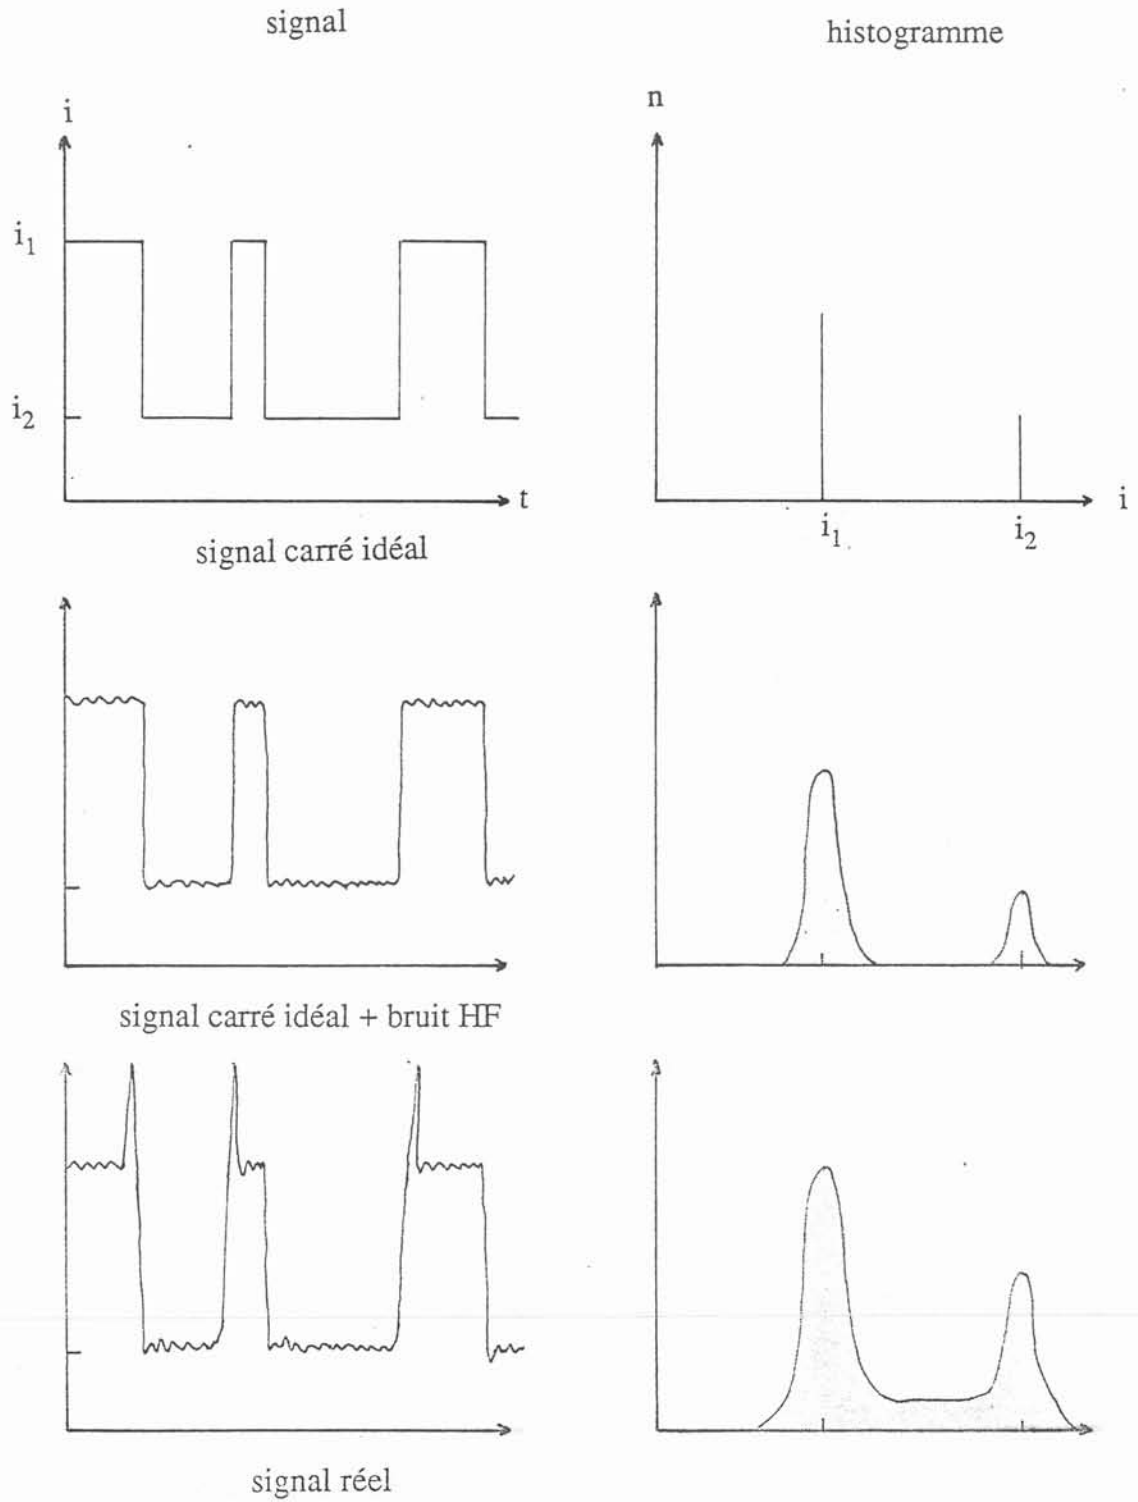 signal
histogramme
i
n
i₁
i₂
t
i
i₁
i₂
signal carré idéal
signal carré idéal + bruit HF
signal réel